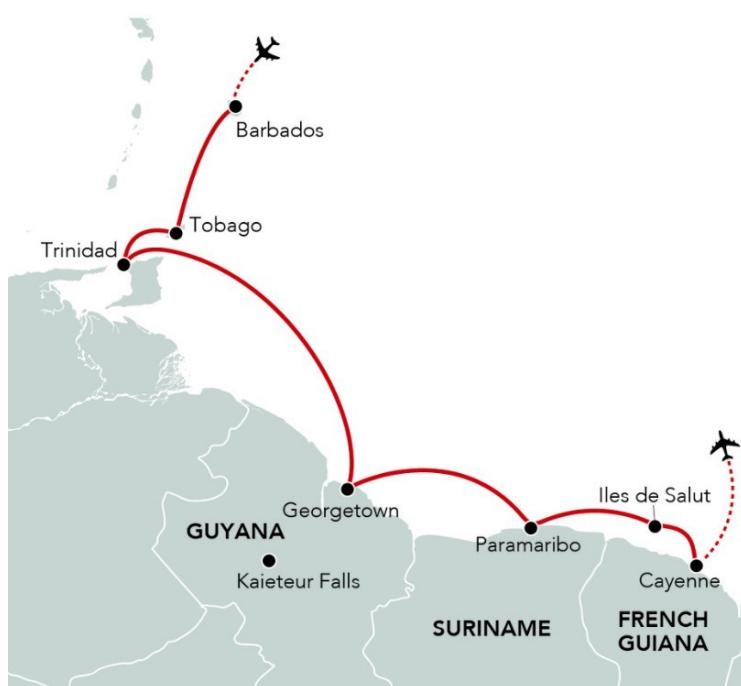 Barbados
Tobago
Trinidad
Georgetown
GUYANA
Kaieteur Falls
Iles de Salut
Paramaribo
Cayenne
SURINAME
FRENCH
GUIANA